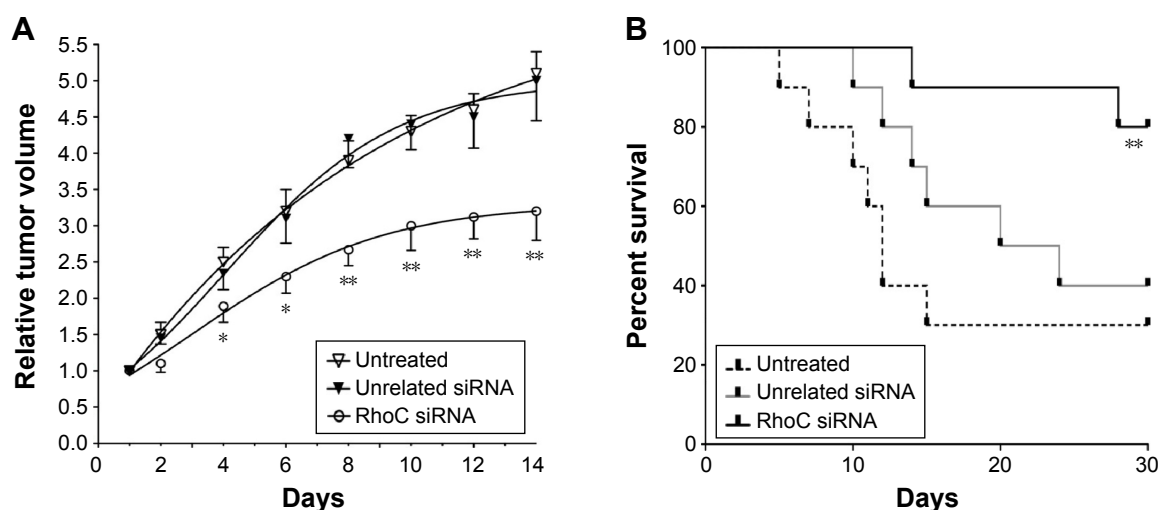 A
Relative tumor volume
5.5
5.0
4.5
4.0
3.5
3.0
2.5
2.0
1.5
1.0
0.0
0 2 4 6 8 10 12 14
Days
* * ** ** ** **
Untreated
Unrelated siRNA
RhoC siRNA
B
Percent survival
100
80
60
40
20
0
0 10 20 30
Days
**
Untreated
Unrelated siRNA
RhoC siRNA